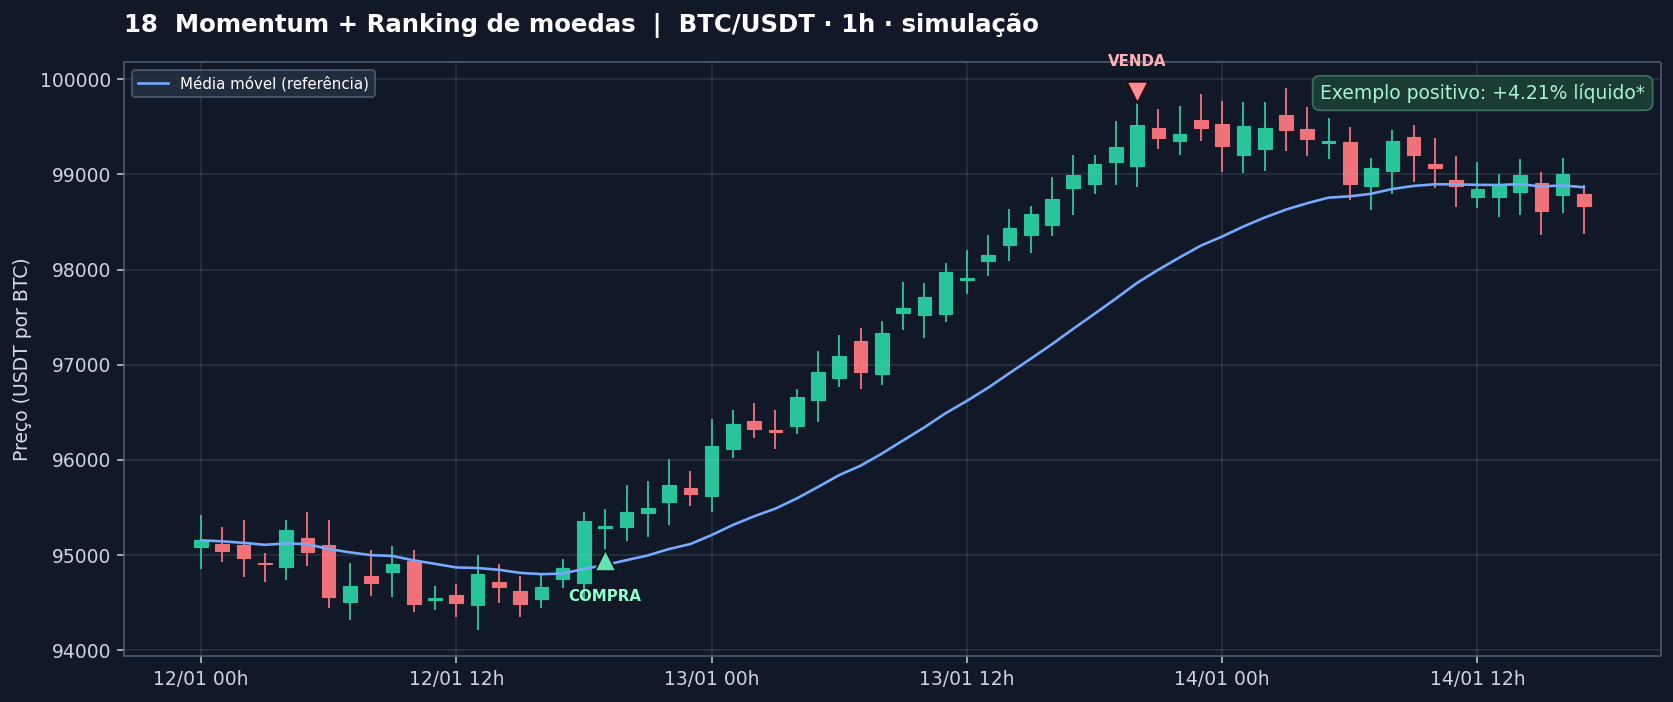 18 Momentum + Ranking de moedas | BTC/USDT · 1h · simulação
VENDA
Média móvel (referência)
Exemplo positivo: +4.21% líquido*
100000
99000
98000
97000
96000
95000
94000
Preço (USDT por BTC)
COMPRA
12/01 00h
12/01 12h
13/01 00h
13/01 12h
14/01 00h
14/01 12h